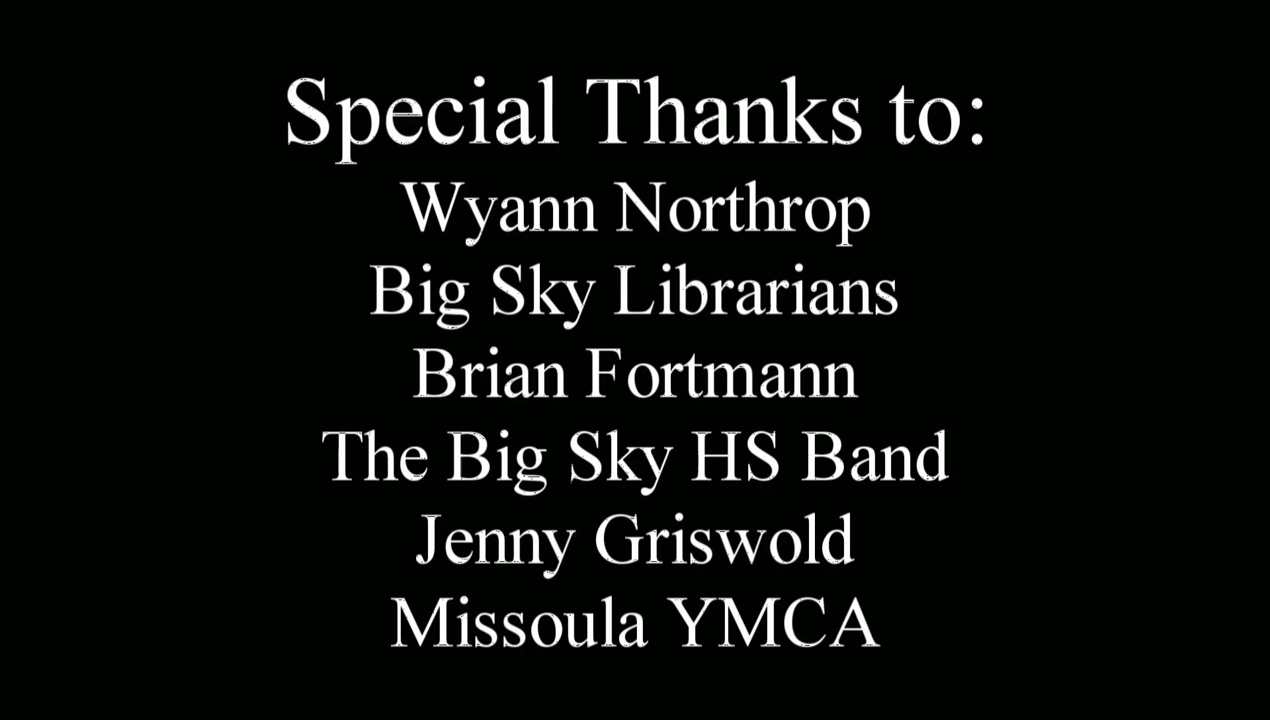 Special Thanks to:
Wyann Northrop
Big Sky Librarians
Brian Fortmann
The Big Sky HS Band
Jenny Griswold
Missoula YMCA